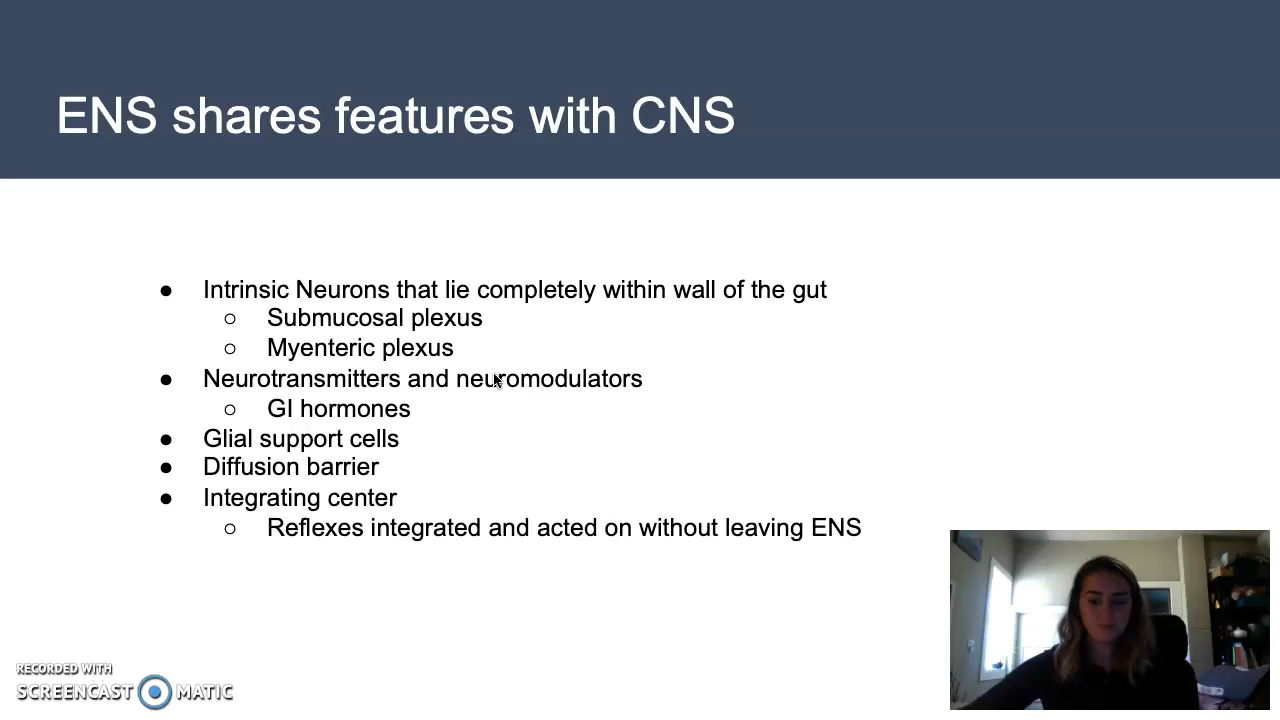 ENS shares features with CNS
● Intrinsic Neurons that lie completely within wall of the gut
○ Submucosal plexus
○ Myenteric plexus
● Neurotransmitters and neuromodulators
○ GI hormones
● Glial support cells
● Diffusion barrier
● Integrating center
○ Reflexes integrated and acted on without leaving ENS
RECORDED WITH
SCREENCAST MATIC